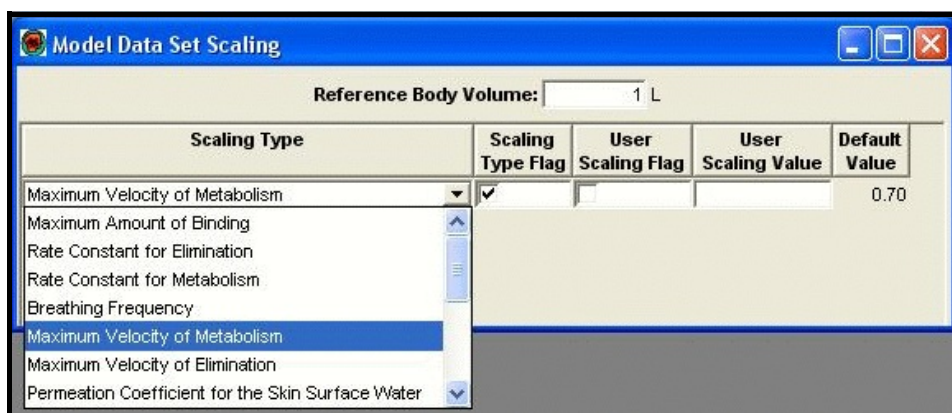 Model Data Set Scaling
Reference Body Volume: 1 L
Scaling Type Scaling Type Flag User Scaling Flag User Scaling Value Default Value
Maximum Velocity of Metabolism 0.70
Maximum Amount of Binding
Rate Constant for Elimination
Rate Constant for Metabolism
Breathing Frequency
Maximum Velocity of Metabolism
Maximum Velocity of Elimination
Permeation Coefficient for the Skin Surface Water